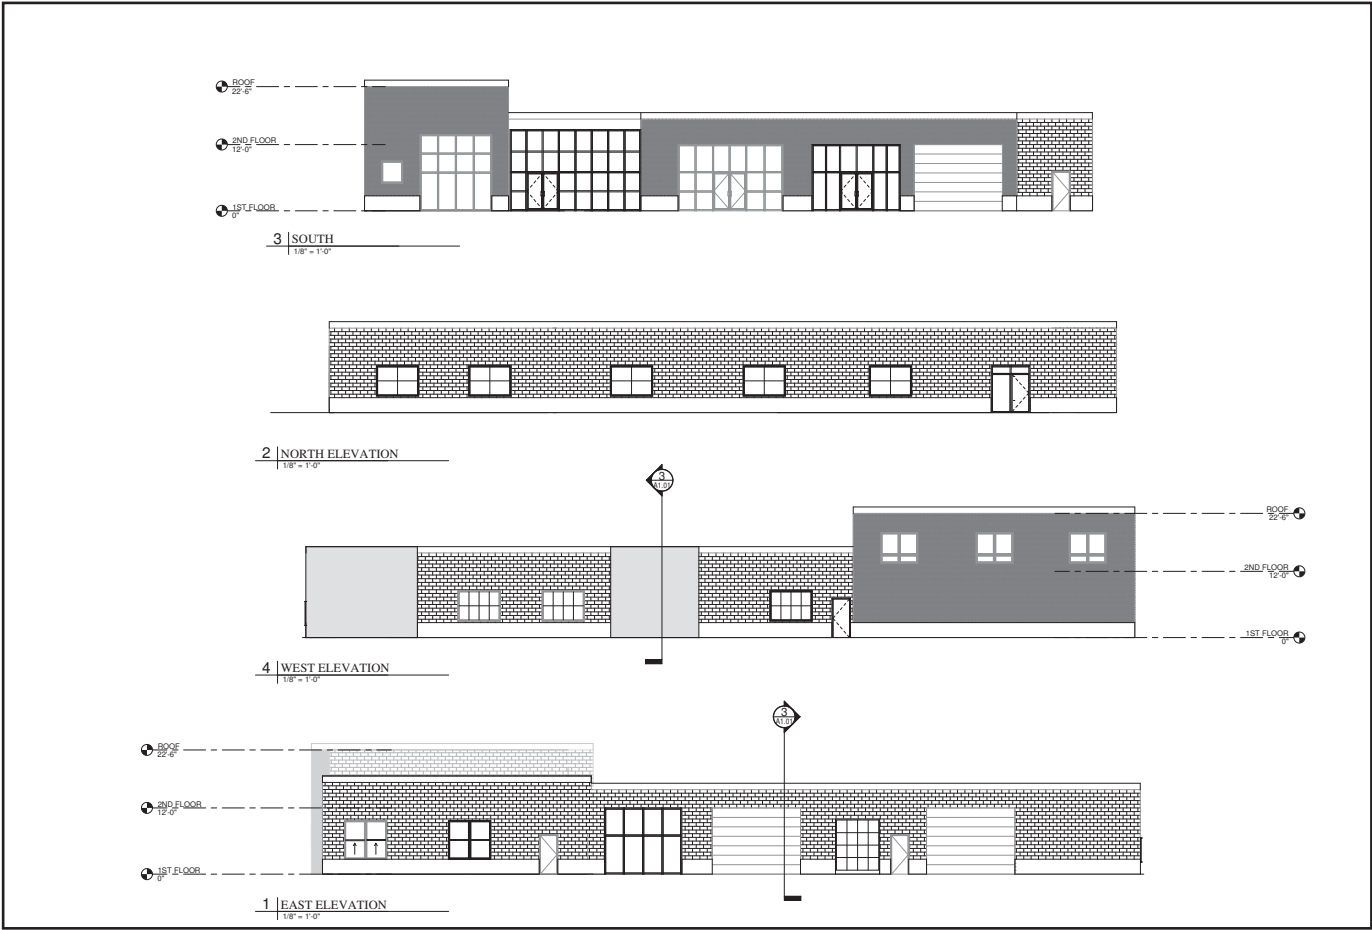 ROOF
22'-6"
2ND FLOOR
12'-0"
1ST FLOOR
0"
3 SOUTH
1/8" = 1'-0"
2 NORTH ELEVATION
1/8" = 1'-0"
3
A1.01
ROOF
22'-6"
2ND FLOOR
12'-0"
1ST FLOOR
0"
4 WEST ELEVATION
1/8" = 1'-0"
3
A1.01
ROOF
22'-6"
2ND FLOOR
12'-0"
1ST FLOOR
0"
1 EAST ELEVATION
1/8" = 1'-0"